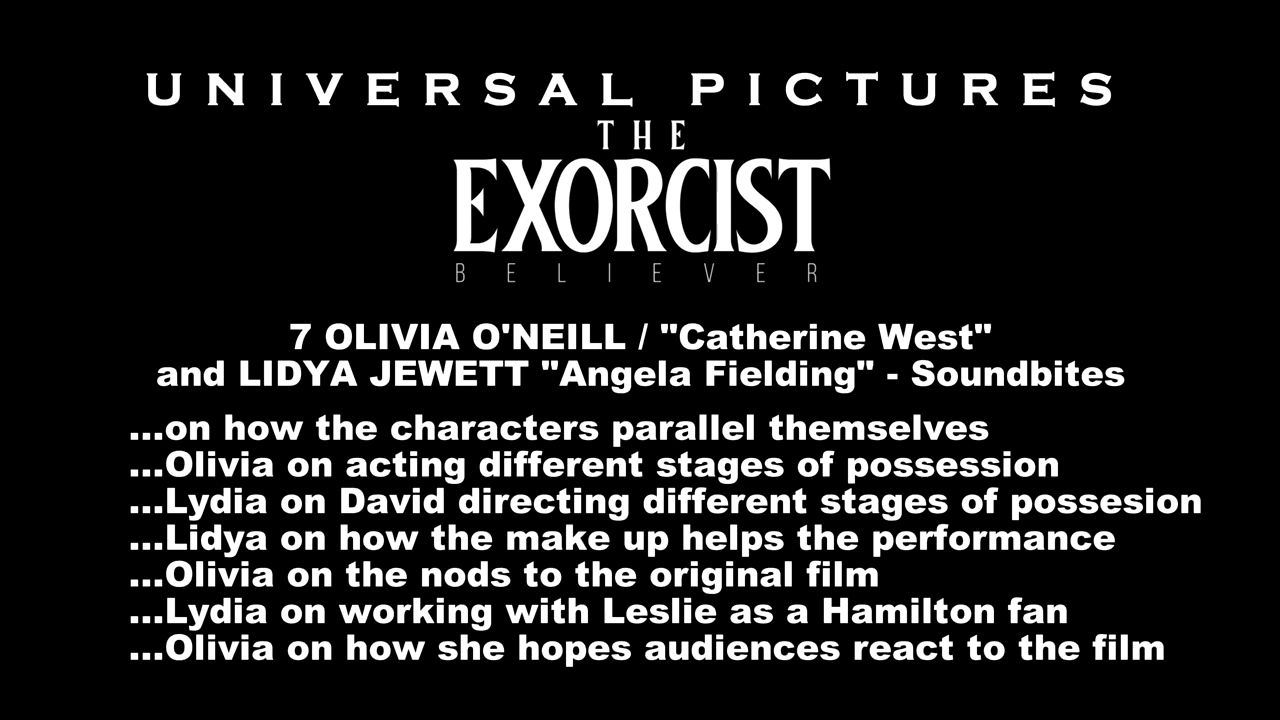 UNIVERSAL PICTURES
THE
EXORCIST
BELIEVER
7 OLIVIA O'NEILL / "Catherine West"
and LIDYA JEWETT "Angela Fielding" - Soundbites
...on how the characters parallel themselves
...Olivia on acting different stages of possession
...Lydia on David directing different stages of possesion
...Lidya on how the make up helps the performance
...Olivia on the nods to the original film
...Lydia on working with Leslie as a Hamilton fan
...Olivia on how she hopes audiences react to the film